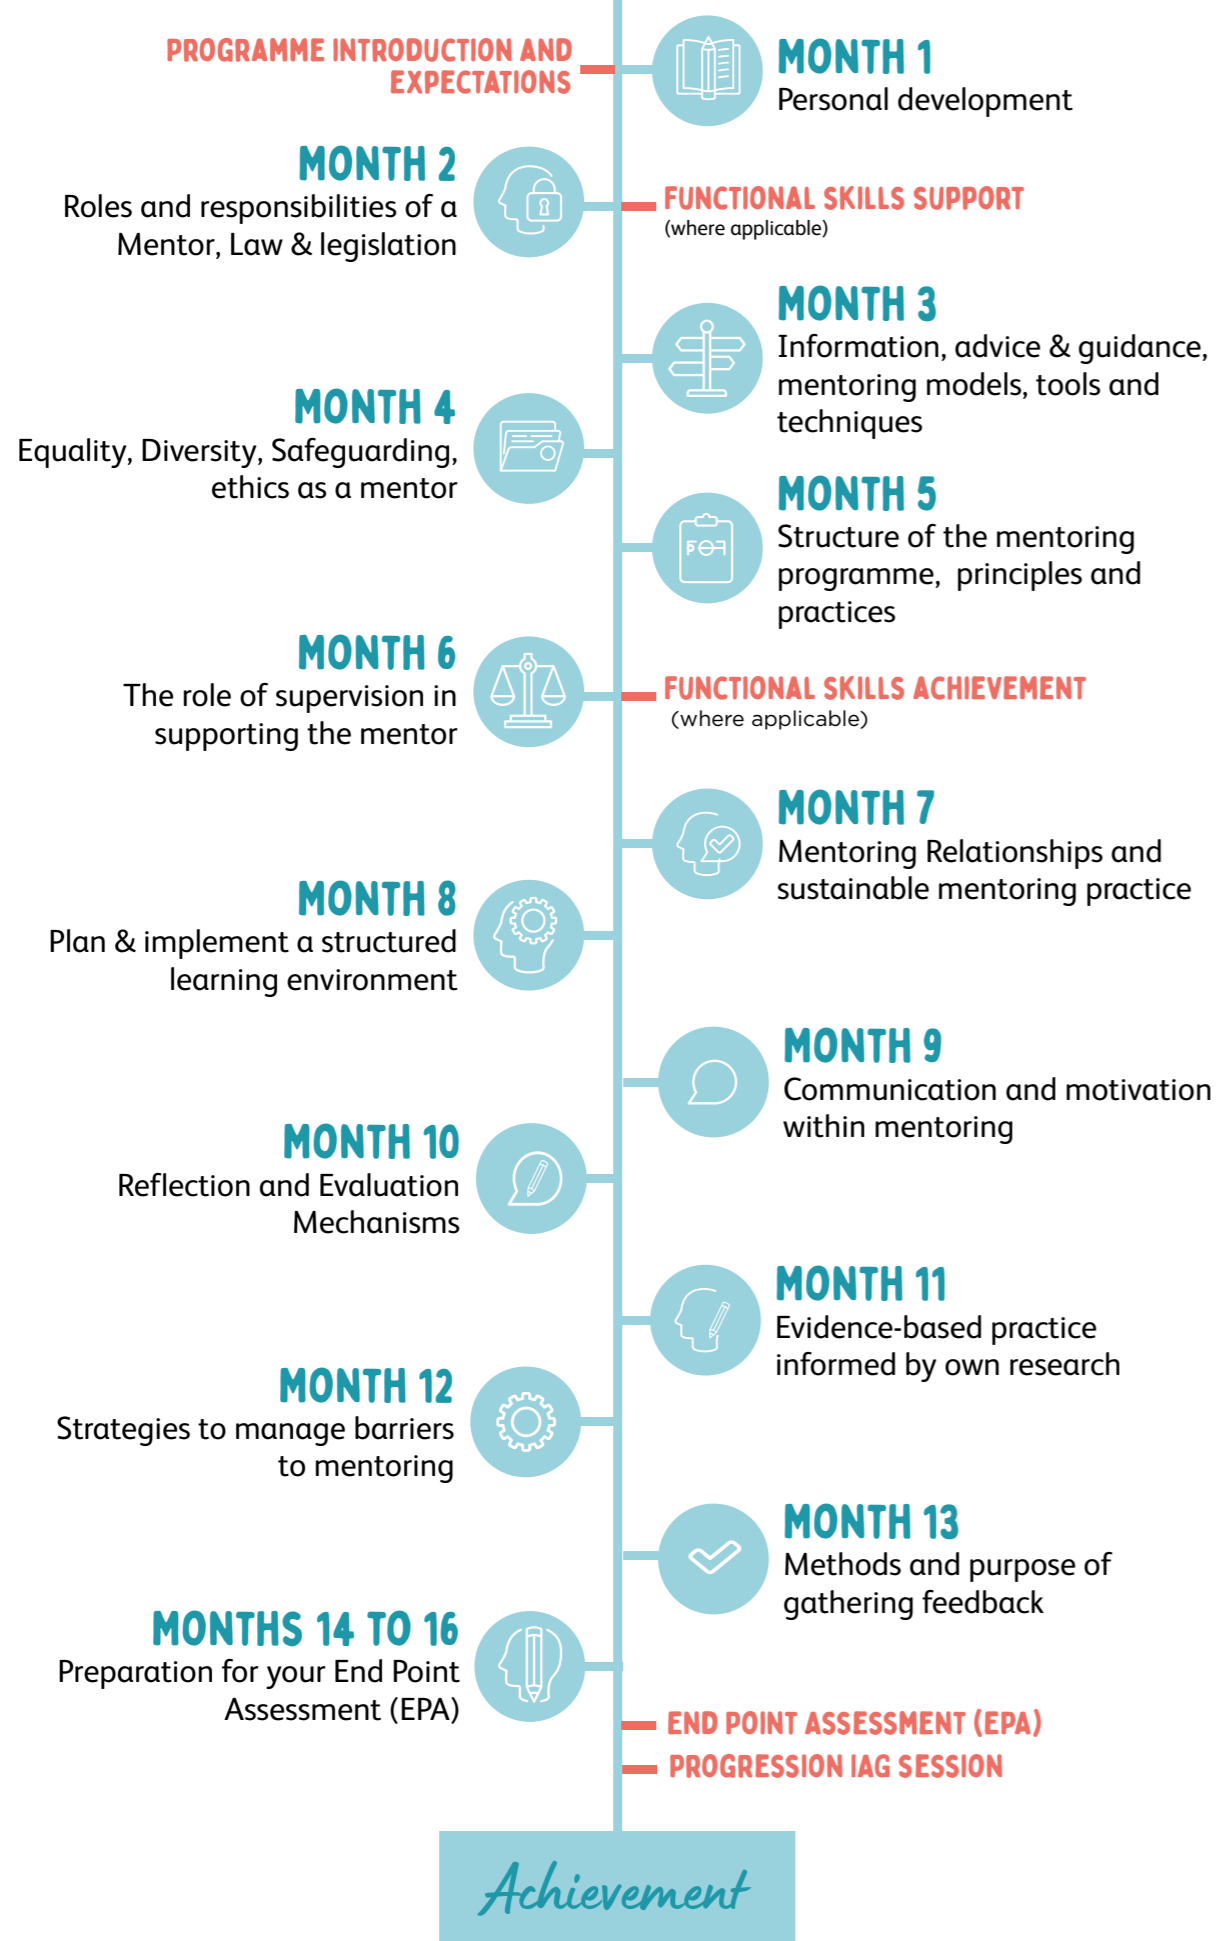 PROGRAMME INTRODUCTION AND
EXPECTATIONS
MONTH 1
Personal development
MONTH 2
Roles and responsibilities of a
Mentor, Law & legislation
FUNCTIONAL SKILLS SUPPORT
(where applicable)
MONTH 3
Information, advice & guidance,
mentoring models, tools and
techniques
MONTH 4
Equality, Diversity, Safeguarding,
ethics as a mentor
MONTH 5
Structure of the mentoring
programme, principles and
practices
MONTH 6
The role of supervision in
supporting the mentor
FUNCTIONAL SKILLS ACHIEVEMENT
(where applicable)
MONTH 7
Mentoring Relationships and
sustainable mentoring practice
MONTH 8
Plan & implement a structured
learning environment
MONTH 9
Communication and motivation
within mentoring
MONTH 10
Reflection and Evaluation
Mechanisms
MONTH 11
Evidence-based practice
informed by own research
MONTH 12
Strategies to manage barriers
to mentoring
MONTH 13
Methods and purpose of
gathering feedback
MONTHS 14 TO 16
Preparation for your End Point
Assessment (EPA)
END POINT ASSESSMENT (EPA)
PROGRESSION IAG SESSION
Achievement